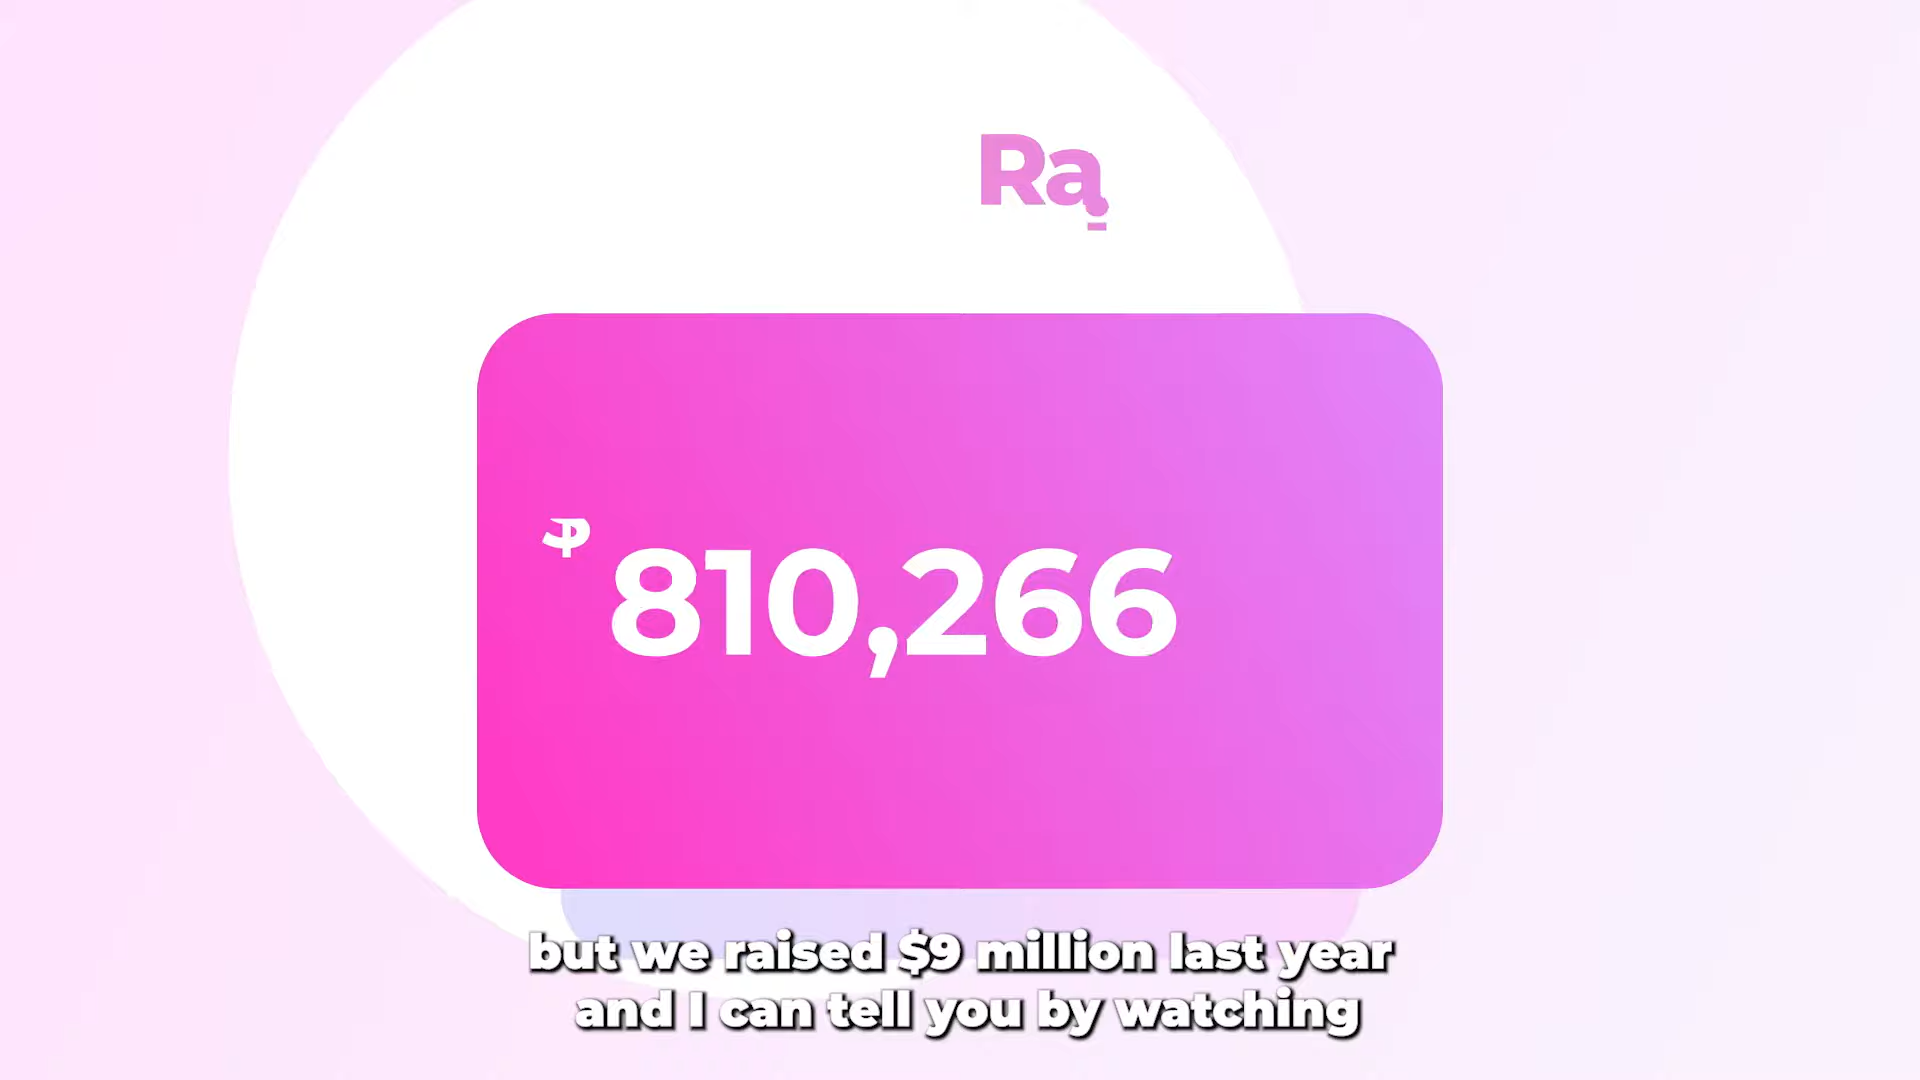 Ra
810,266
but we raised $9 million last year
and I can tell you by watching